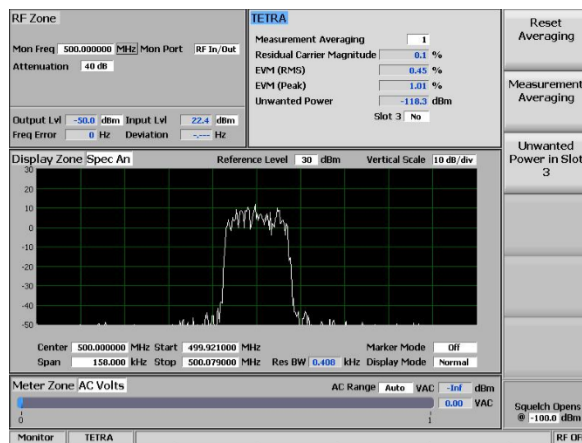 RF Zone
Mon Freq 500.000000 MHz Mon Port RF In/Out
Attenuation 40 dB
Output Lvl -50.0 dBm Input Lvl 22.4 dBm
Freq Error 0 Hz Deviation -.--- Hz
TETRA
Measurement Averaging 1
Residual Carrier Magnitude 0.1 %
EVM (RMS) 0.45 %
EVM (Peak) 1.01 %
Unwanted Power -118.3 dBm
Slot 3 No
Reset Averaging
Measurement Averaging
Unwanted Power in Slot 3
Display Zone Spec An Reference Level 30 dBm Vertical Scale 10 dB/div
30
20
10
0
-10
-20
-30
-40
-50
Center 500.000000 MHz Start 499.921000 MHz Marker Mode Off
Span 158.000 kHz Stop 500.079000 MHz Res BW 0.400 kHz Display Mode Normal
Meter Zone AC Volts AC Range Auto VAC -Inf dBm
0.00 VAC
0 1
Squelch Opens
@ -100.0 dBm
Monitor TETRA RF OF